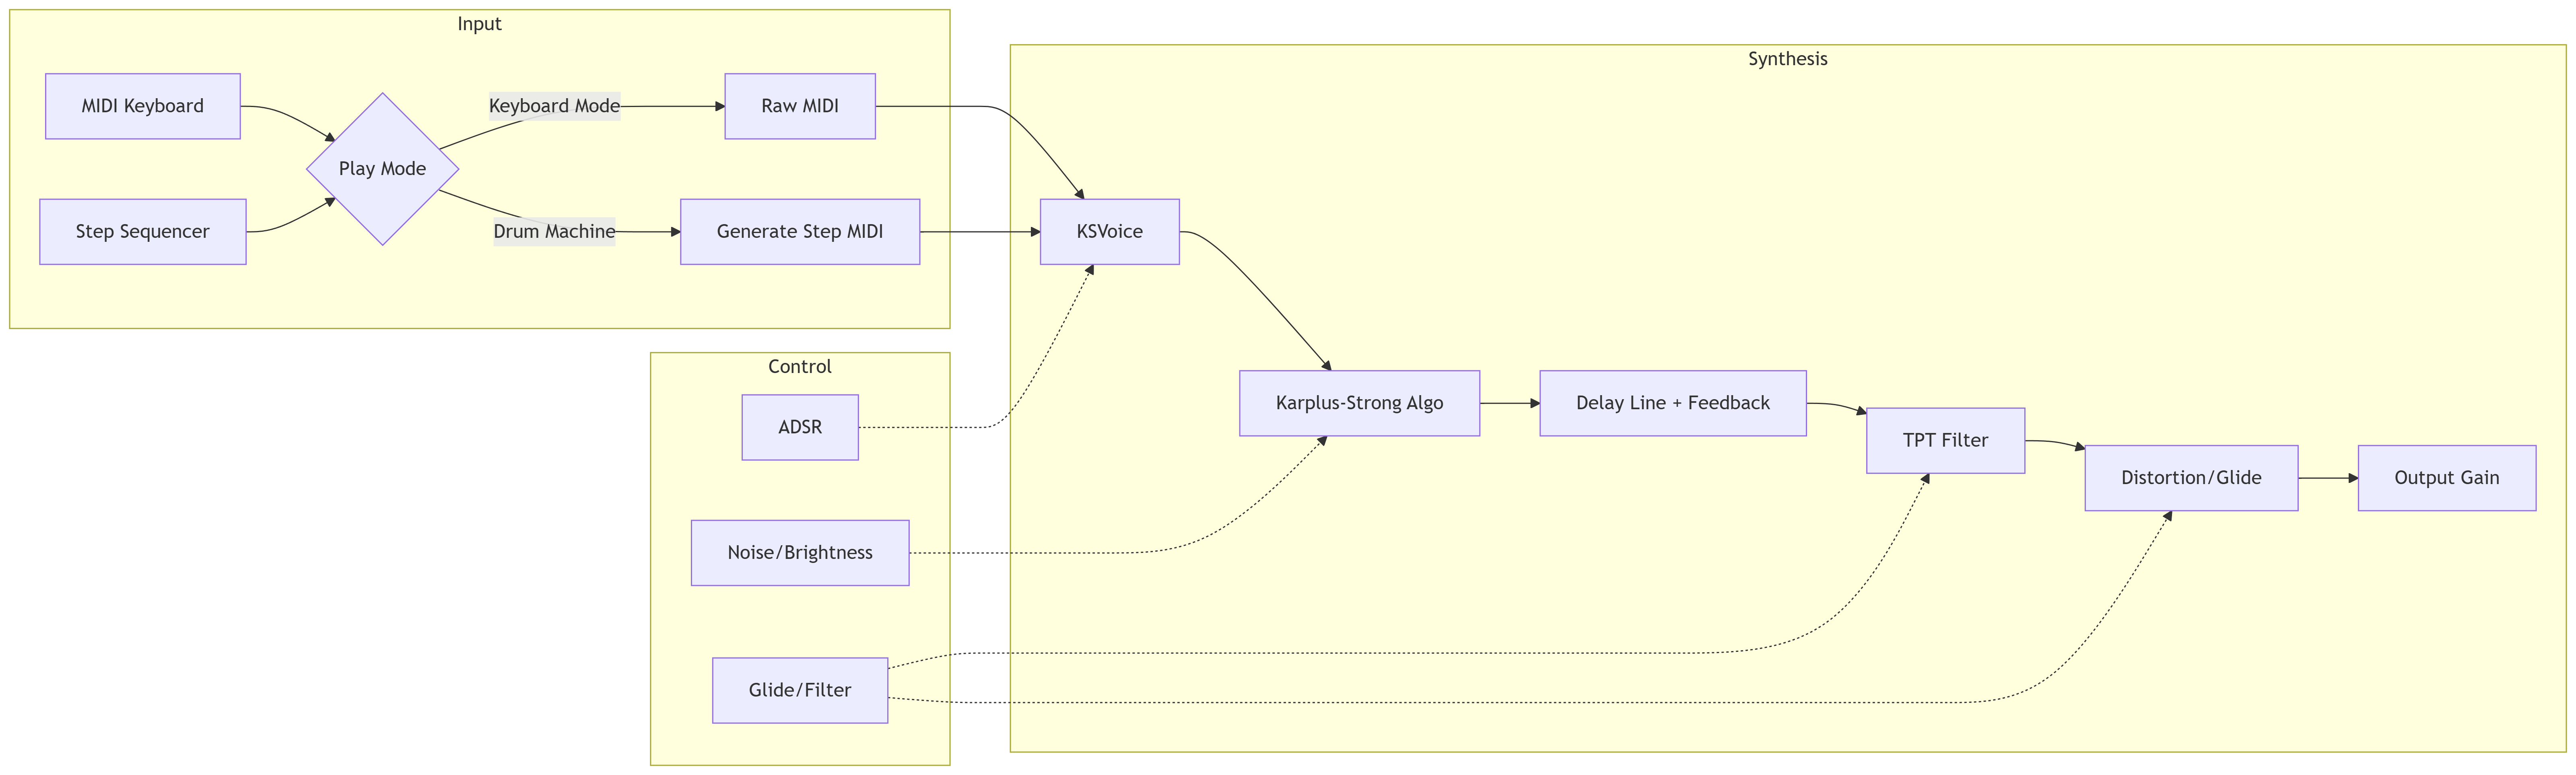 Input
MIDI Keyboard
Step Sequencer
Play Mode
Keyboard Mode
Drum Machine
Raw MIDI
Generate Step MIDI
Control
ADSR
Noise/Brightness
Glide/Filter
Synthesis
KSVoice
Karplus-Strong Algo
Delay Line + Feedback
TPT Filter
Distortion/Glide
Output Gain